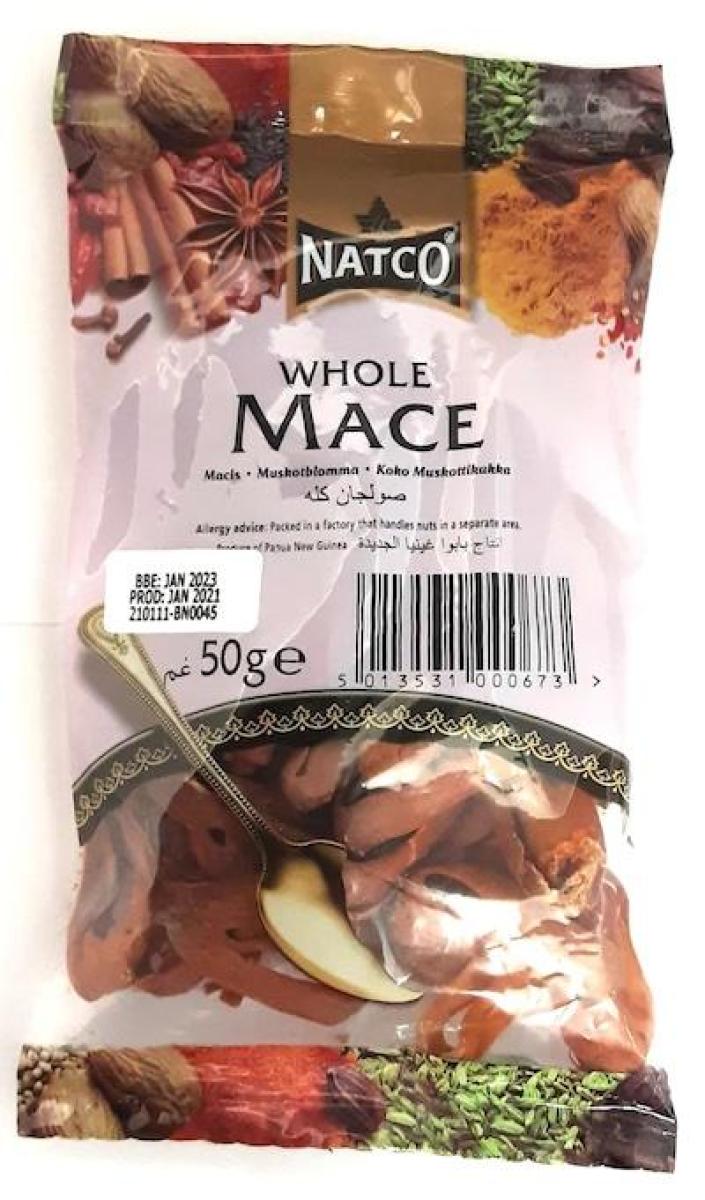 NATCO®
WHOLE
MACE
Macis • Muskotblomma • Koko Muskottikukka
صولجان كله
Allergy advice: Packed in a factory that handles nuts in a separate area.
Produce of Papua New Guinea انتاج بابوا غينيا الجديدة
BBE: JAN 2023
PROD: JAN 2021
210111-BN0045
غم 50g e
5 013531 000673 >